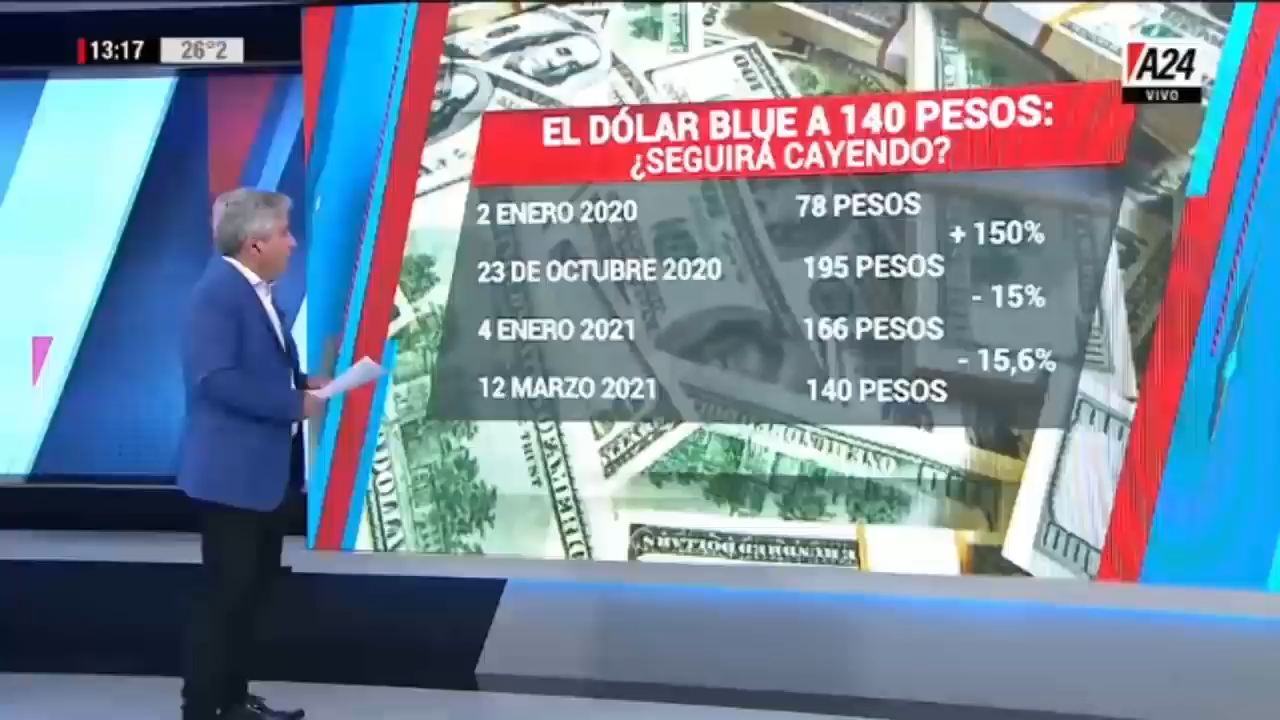 13:17 26°2
A24
VIVO
EL DÓLAR BLUE A 140 PESOS:
¿SEGUIRÁ CAYENDO?
2 ENERO 2020 78 PESOS
+ 150%
23 DE OCTUBRE 2020 195 PESOS
- 15%
4 ENERO 2021 166 PESOS
- 15,6%
12 MARZO 2021 140 PESOS
TRUST